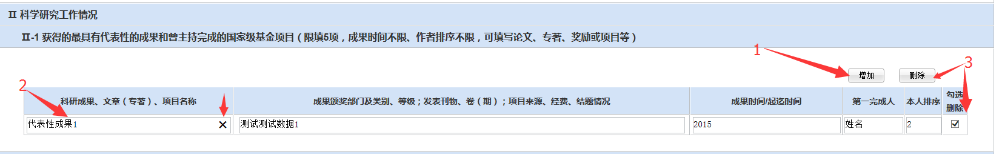 Ⅱ 科学研究工作情况
Ⅱ-1 获得的最具有代表性的成果和曾主持完成的国家级基金项目（限填5项，成果时间不限、作者排序不限，可填写论文、专著、奖励或项目等）
1
增加
删除
3
2
科研成果、文章（专著）、项目名称
成果颁奖部门及类别、等级；发表刊物、卷（期）；项目来源、经费、结题情况
成果时间/起迄时间
第一完成人
本人排序
勾选
删除
代表性成果1
测试测试数据1
2015
姓名
2